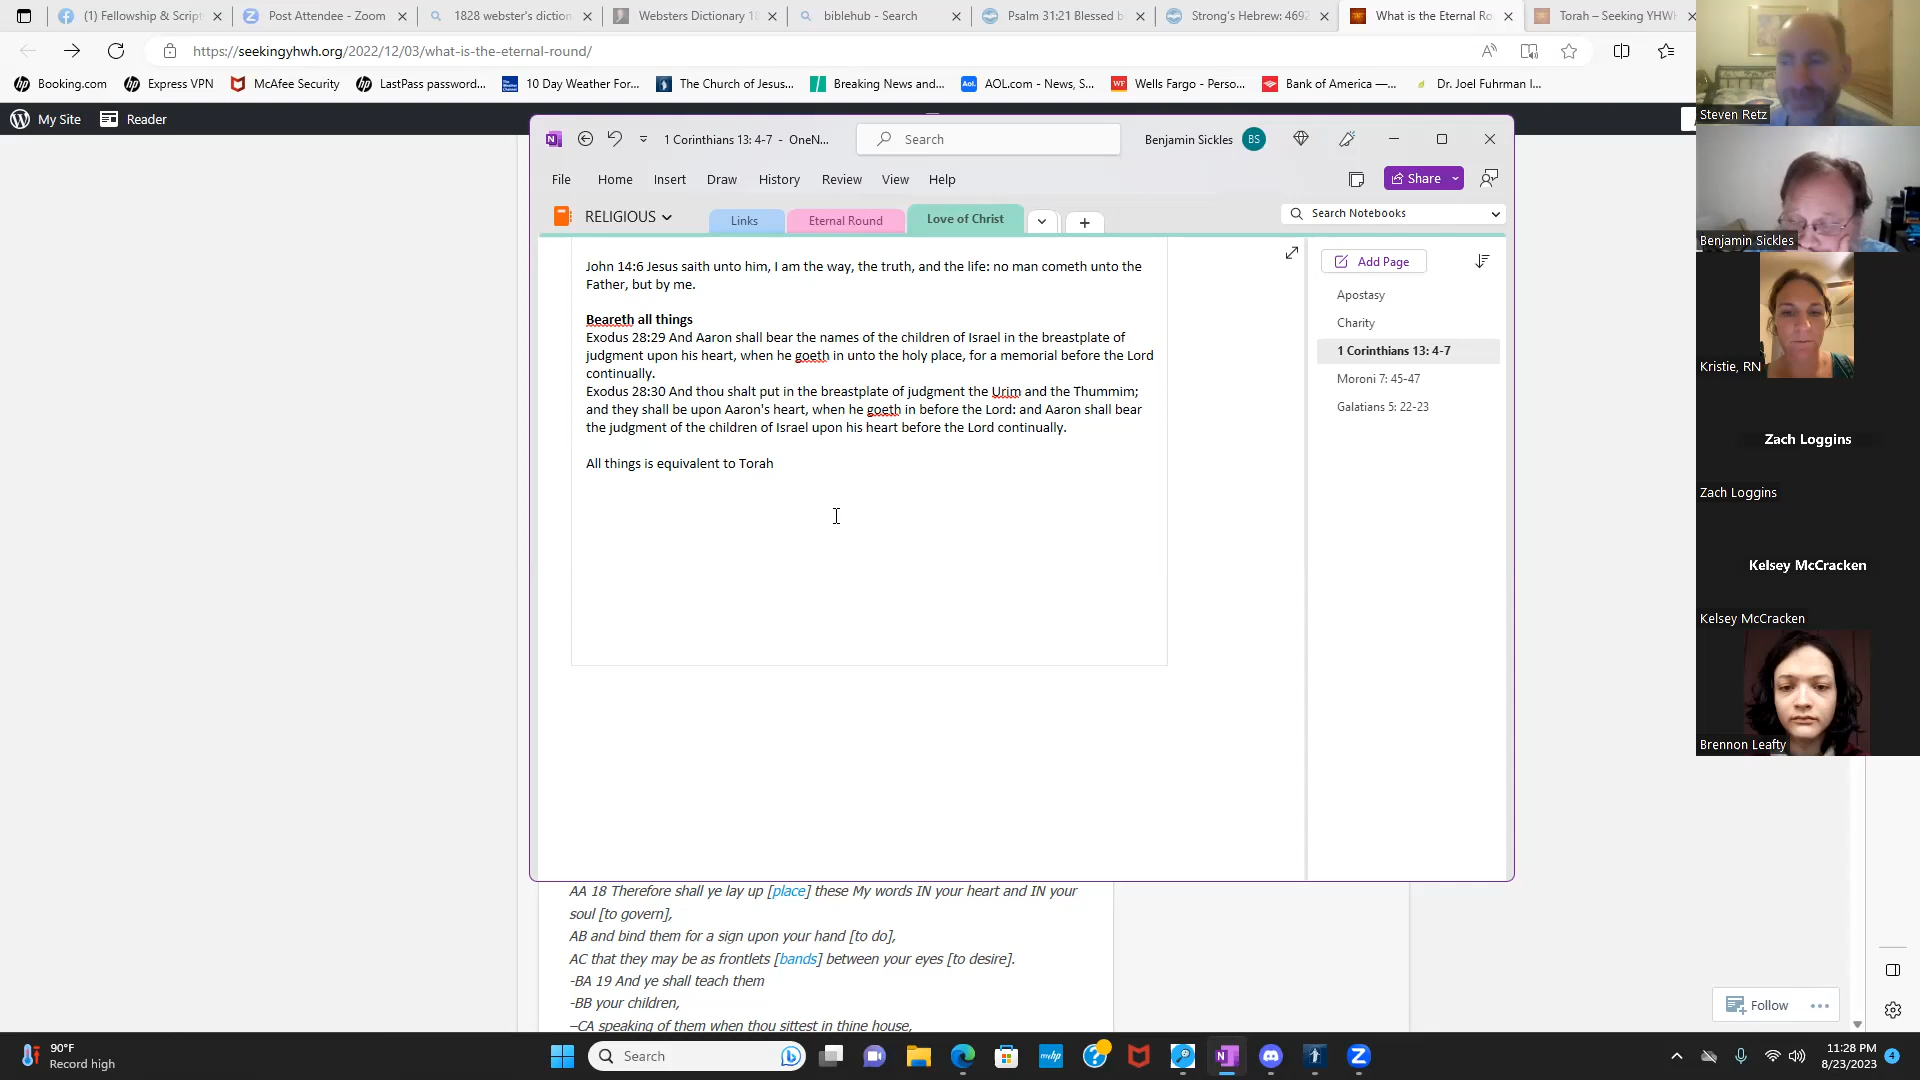 (1) Fellowship & Script
Post Attendee - Zoom
1828 webster's diction
Websters Dictionary 18
biblehub - Search
Psalm 31:21 Blessed b
Strong's Hebrew: 4692
What is the Eternal Ro
Torah – Seeking YHWH
https://seekingyhwh.org/2022/12/03/what-is-the-eternal-round/
Booking.com
Express VPN
McAfee Security
LastPass password...
10 Day Weather For...
The Church of Jesus...
Breaking News and...
AOL.com - News, S...
Wells Fargo - Perso...
Bank of America —...
Dr. Joel Fuhrman I...
My Site
Reader
1 Corinthians 13: 4-7 - OneN...
Search
Benjamin Sickles
BS
File
Home
Insert
Draw
History
Review
View
Help
Share
RELIGIOUS
Links
Eternal Round
Love of Christ
Search Notebooks
John 14:6 Jesus saith unto him, I am the way, the truth, and the life: no man cometh unto the
Father, but by me.
Beareth all things
Exodus 28:29 And Aaron shall bear the names of the children of Israel in the breastplate of
judgment upon his heart, when he goeth in unto the holy place, for a memorial before the Lord
continually.
Exodus 28:30 And thou shalt put in the breastplate of judgment the Urim and the Thummim;
and they shall be upon Aaron's heart, when he goeth in before the Lord: and Aaron shall bear
the judgment of the children of Israel upon his heart before the Lord continually.
All things is equivalent to Torah
Add Page
Apostasy
Charity
1 Corinthians 13: 4-7
Moroni 7: 45-47
Galatians 5: 22-23
AA 18 Therefore shall ye lay up [place] these My words IN your heart and IN your
soul [to govern],
AB and bind them for a sign upon your hand [to do],
AC that they may be as frontlets [bands] between your eyes [to desire].
-BA 19 And ye shall teach them
-BB your children,
–CA speaking of them when thou sittest in thine house,
Follow
Steven Retz
Benjamin Sickles
Kristie, RN
Zach Loggins
Zach Loggins
Kelsey McCracken
Kelsey McCracken
Brennon Leafty
90°F
Record high
Search
myhp
11:28 PM
8/23/2023
4